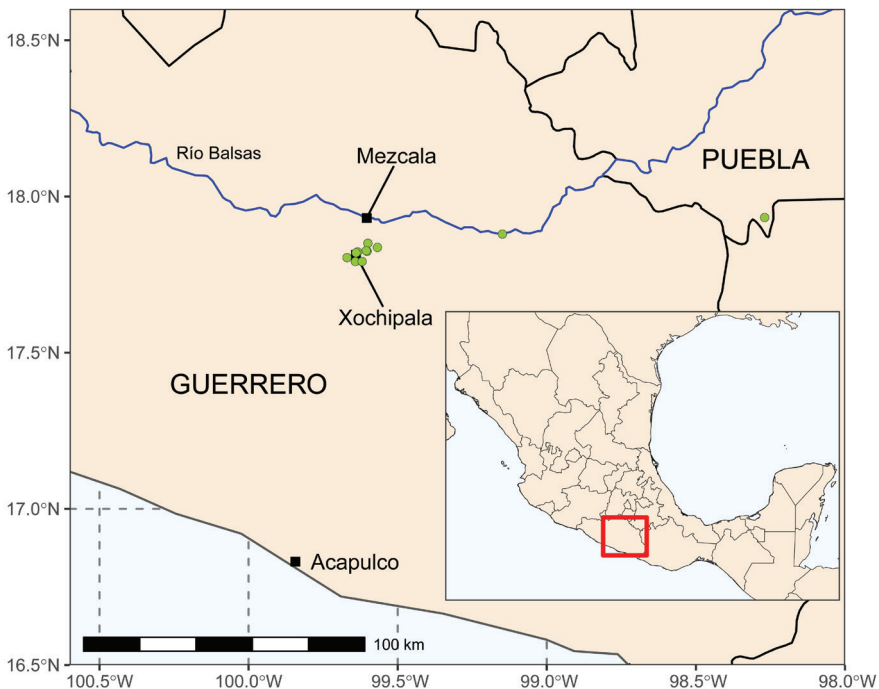 18.5°N
Río Balsas
Mezcala
PUEBLA
18.0°N
Xochipala
17.5°N
GUERRERO
17.0°N
Acapulco
100 km
16.5°N
100.5°W
100.0°W
99.5°W
99.0°W
98.5°W
98.0°W